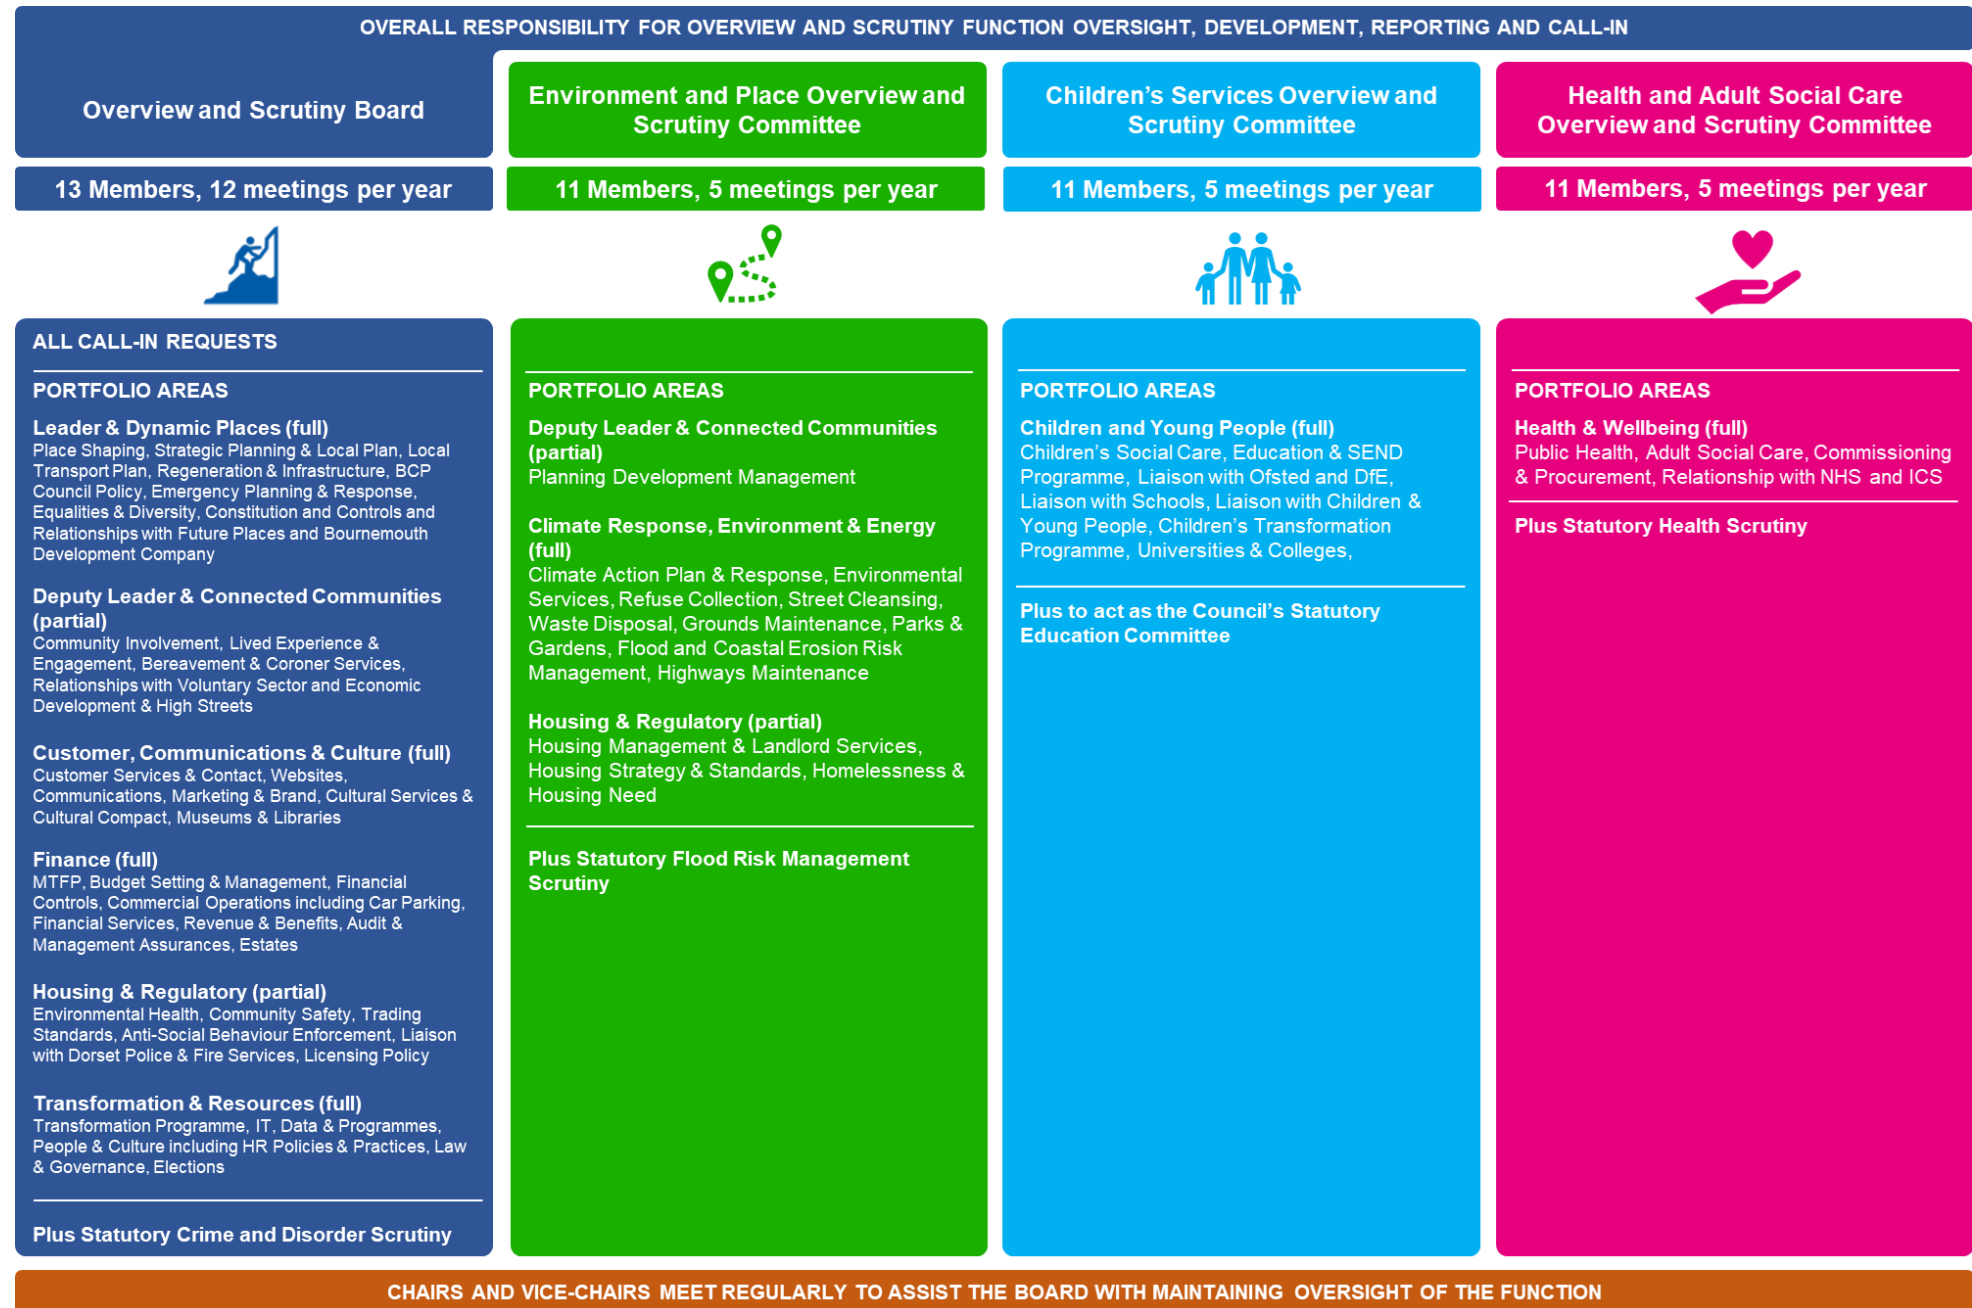 OVERALL RESPONSIBILITY FOR OVERVIEW AND SCRUTINY FUNCTION OVERSIGHT, DEVELOPMENT, REPORTING AND CALL-IN
Overview and Scrutiny Board
13 Members, 12 meetings per year
ALL CALL-IN REQUESTS
PORTFOLIO AREAS
Leader & Dynamic Places (full)
Place Shaping, Strategic Planning & Local Plan, Local
Transport Plan, Regeneration & Infrastructure, BCP
Council Policy, Emergency Planning & Response,
Equalities & Diversity, Constitution and Controls and
Relationships with Future Places and Bournemouth
Development Company
Deputy Leader & Connected Communities
(partial)
Community Involvement, Lived Experience &
Engagement, Bereavement & Coroner Services,
Relationships with Voluntary Sector and Economic
Development & High Streets
Customer, Communications & Culture (full)
Customer Services & Contact, Websites,
Communications, Marketing & Brand, Cultural Services &
Cultural Compact, Museums & Libraries
Finance (full)
MTFP, Budget Setting & Management, Financial
Controls, Commercial Operations including Car Parking,
Financial Services, Revenue & Benefits, Audit &
Management Assurances, Estates
Housing & Regulatory (partial)
Environmental Health, Community Safety, Trading
Standards, Anti-Social Behaviour Enforcement, Liaison
with Dorset Police & Fire Services, Licensing Policy
Transformation & Resources (full)
Transformation Programme, IT, Data & Programmes,
People & Culture including HR Policies & Practices, Law
& Governance, Elections
Plus Statutory Crime and Disorder Scrutiny
Environment and Place Overview and
Scrutiny Committee
11 Members, 5 meetings per year
PORTFOLIO AREAS
Deputy Leader & Connected Communities
(partial)
Planning Development Management
Climate Response, Environment & Energy
(full)
Climate Action Plan & Response, Environmental
Services, Refuse Collection, Street Cleansing,
Waste Disposal, Grounds Maintenance, Parks &
Gardens, Flood and Coastal Erosion Risk
Management, Highways Maintenance
Housing & Regulatory (partial)
Housing Management & Landlord Services,
Housing Strategy & Standards, Homelessness &
Housing Need
Plus Statutory Flood Risk Management
Scrutiny
Children's Services Overview and
Scrutiny Committee
11 Members, 5 meetings per year
PORTFOLIO AREAS
Children and Young People (full)
Children's Social Care, Education & SEND
Programme, Liaison with Ofsted and DfE,
Liaison with Schools, Liaison with Children &
Young People, Children's Transformation
Programme, Universities & Colleges,
Plus to act as the Council's Statutory
Education Committee
Health and Adult Social Care
Overview and Scrutiny Committee
11 Members, 5 meetings per year
PORTFOLIO AREAS
Health & Wellbeing (full)
Public Health, Adult Social Care, Commissioning
& Procurement, Relationship with NHS and ICS
Plus Statutory Health Scrutiny
CHAIRS AND VICE-CHAIRS MEET REGULARLY TO ASSIST THE BOARD WITH MAINTAINING OVERSIGHT OF THE FUNCTION